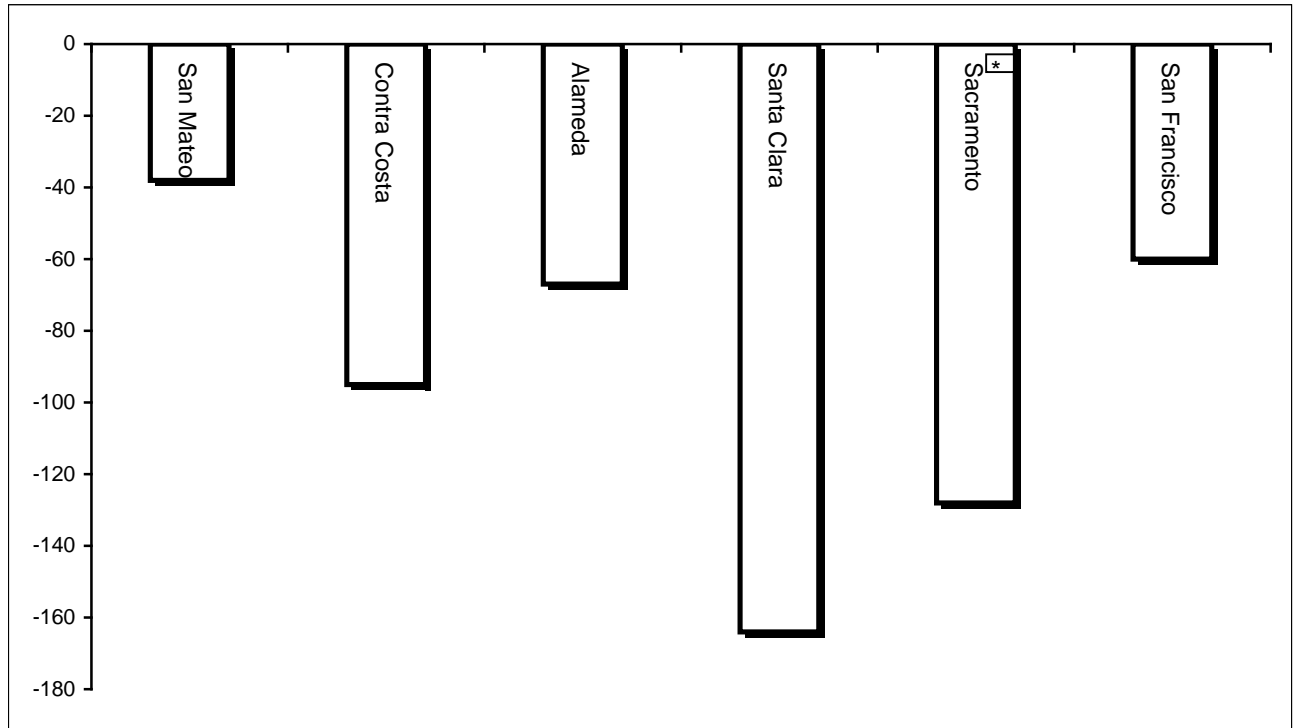 0
-20
-40
-60
-80
-100
-120
-140
-160
-180
San Mateo
Contra Costa
Alameda
Santa Clara
Sacramento
*
San Francisco